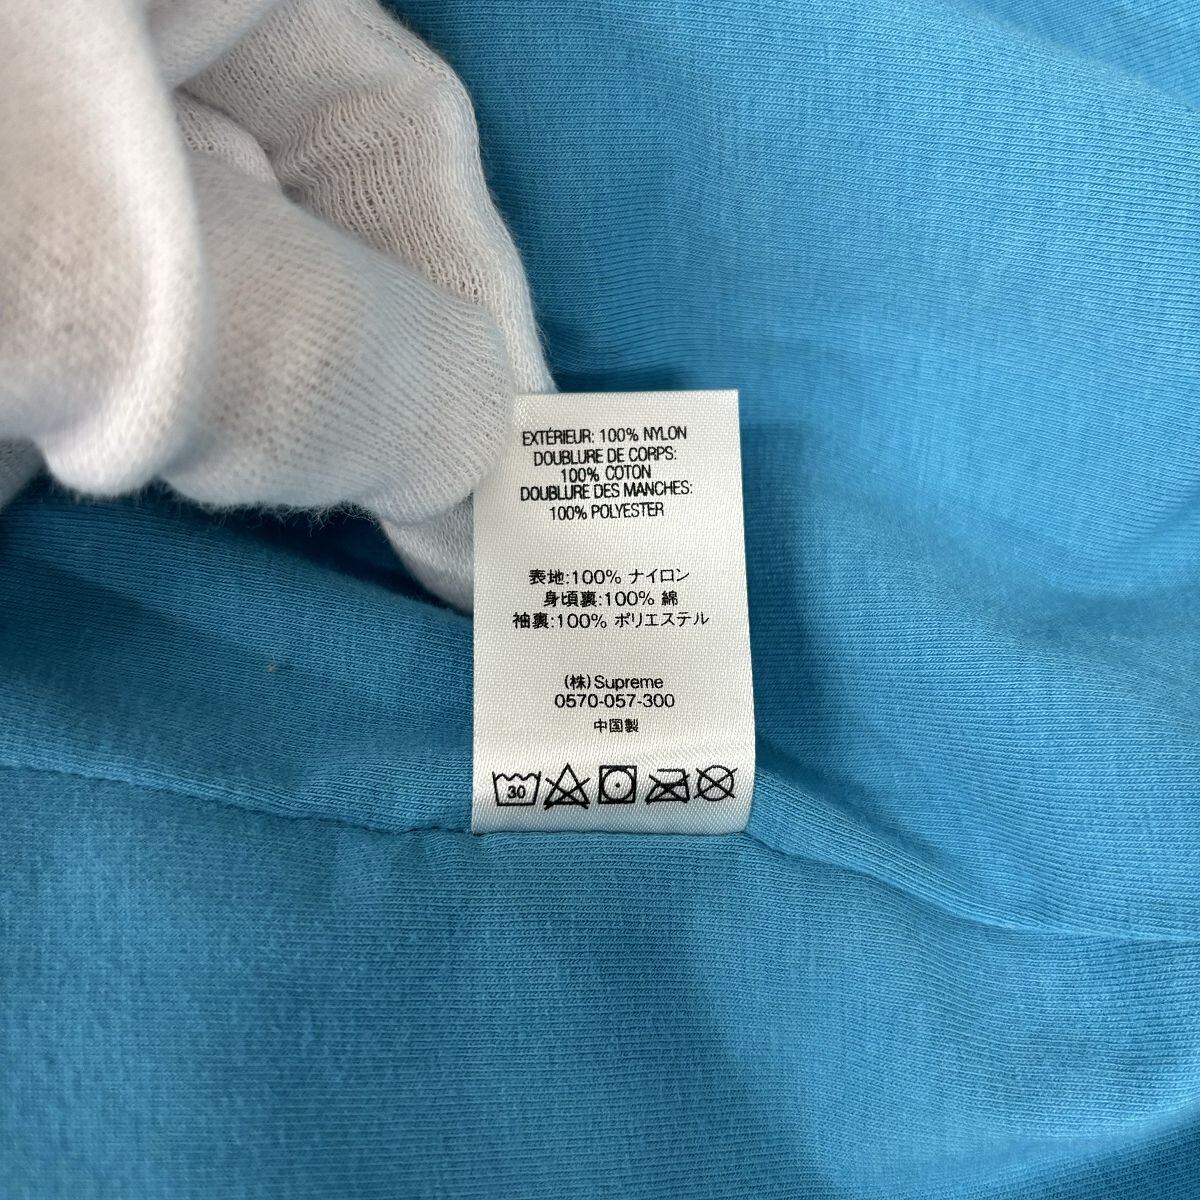 EXTÉRIEUR: 100% NYLON
DOUBLURE DE CORPS:
100% COTON
DOUBLURE DES MANCHES:
100% POLYESTER
表地:100% ナイロン
身頃裏:100% 綿
袖裏:100% ポリエステル
(株)Supreme
0570-057-300
中国製
30